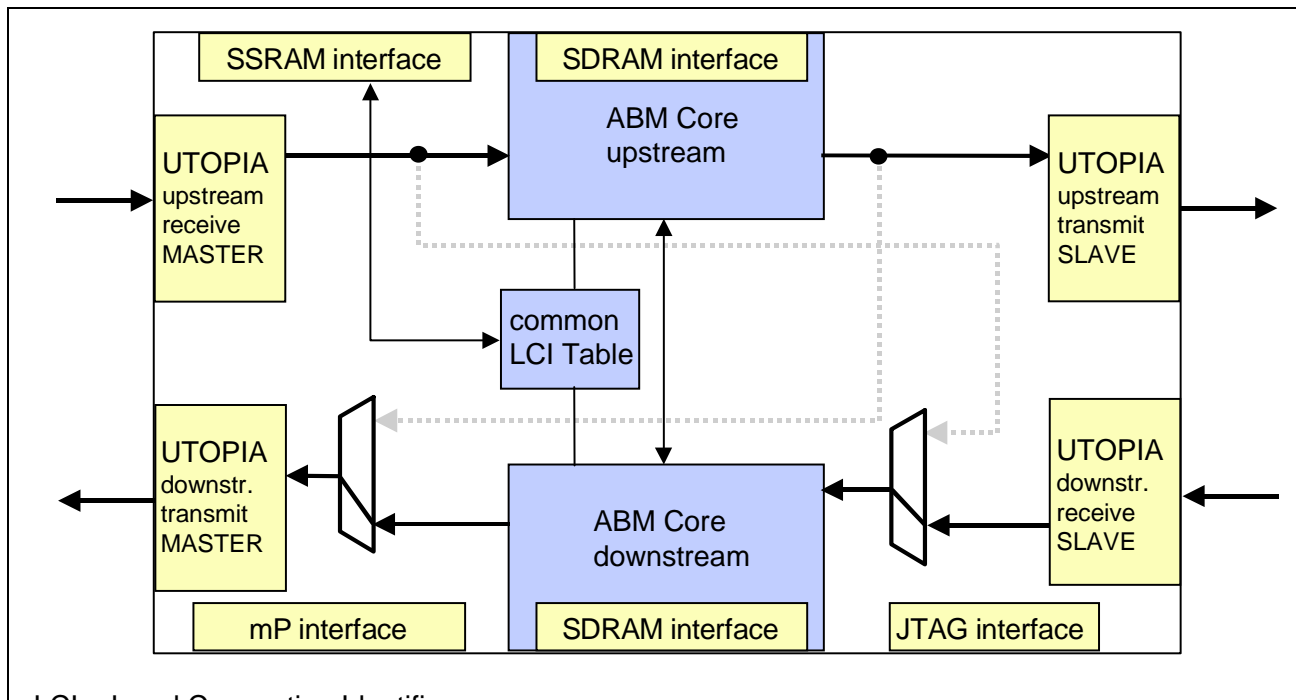 SSRAM interface
SDRAM interface
ABM Core
upstream
UTOPIA
upstream
receive
MASTER
UTOPIA
upstream
transmit
SLAVE
common
LCI Table
UTOPIA
downstr.
transmit
MASTER
ABM Core
downstream
UTOPIA
downstr.
receive
SLAVE
mP interface
SDRAM interface
JTAG interface